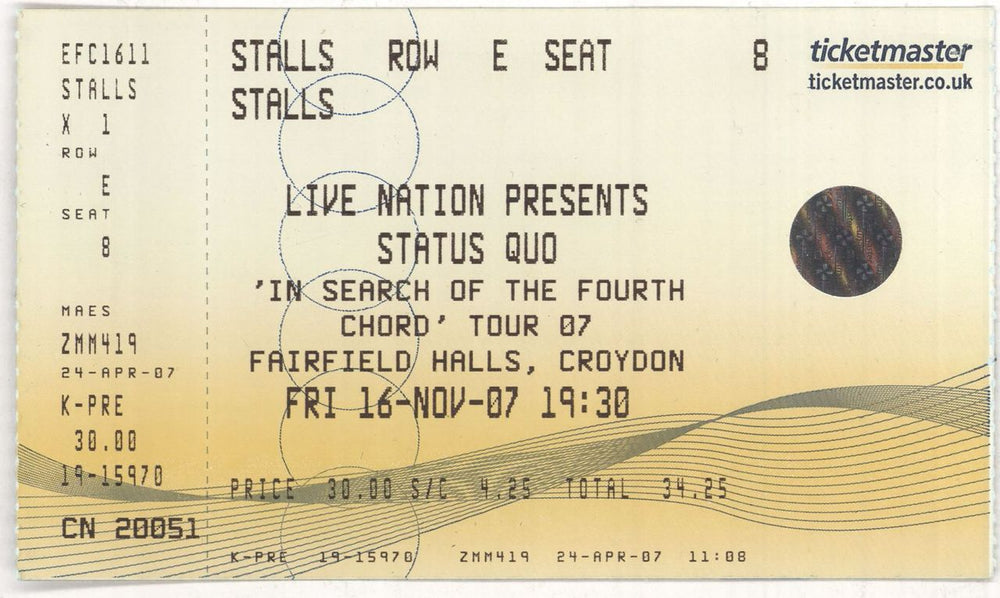 EFC1611
STALLS
X 1
ROW
E
SEAT
8
MAES
ZMM419
24-APR-07
K-PRE
30.00
19-15970
CN 20051
STALLS ROW E SEAT 8
STALLS
LIVE NATION PRESENTS
STATUS QUO
'IN SEARCH OF THE FOURTH
CHORD' TOUR 07
FAIRFIELD HALLS, CROYDON
FRI 16-NOV-07 19:30
PRICE 30.00 S/C 4.25 TOTAL 34.25
K-PRE 19-15970 ZMM419 24-APR-07 11:08
ticketmaster
ticketmaster.co.uk